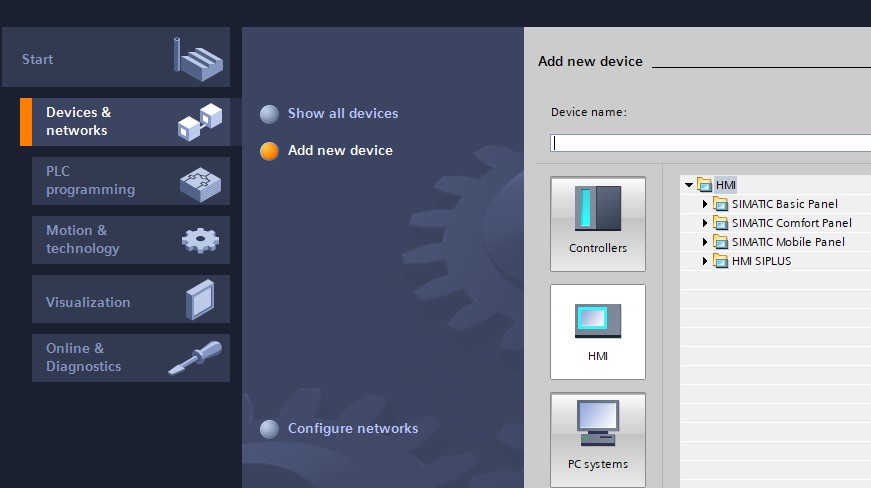 Start
Devices &
networks
PLC
programming
Motion &
technology
Visualization
Online &
Diagnostics
Show all devices
Add new device
Configure networks
Add new device
Device name:
Controllers
HMI
PC systems
HMI
SIMATIC Basic Panel
SIMATIC Comfort Panel
SIMATIC Mobile Panel
HMI SIPLUS